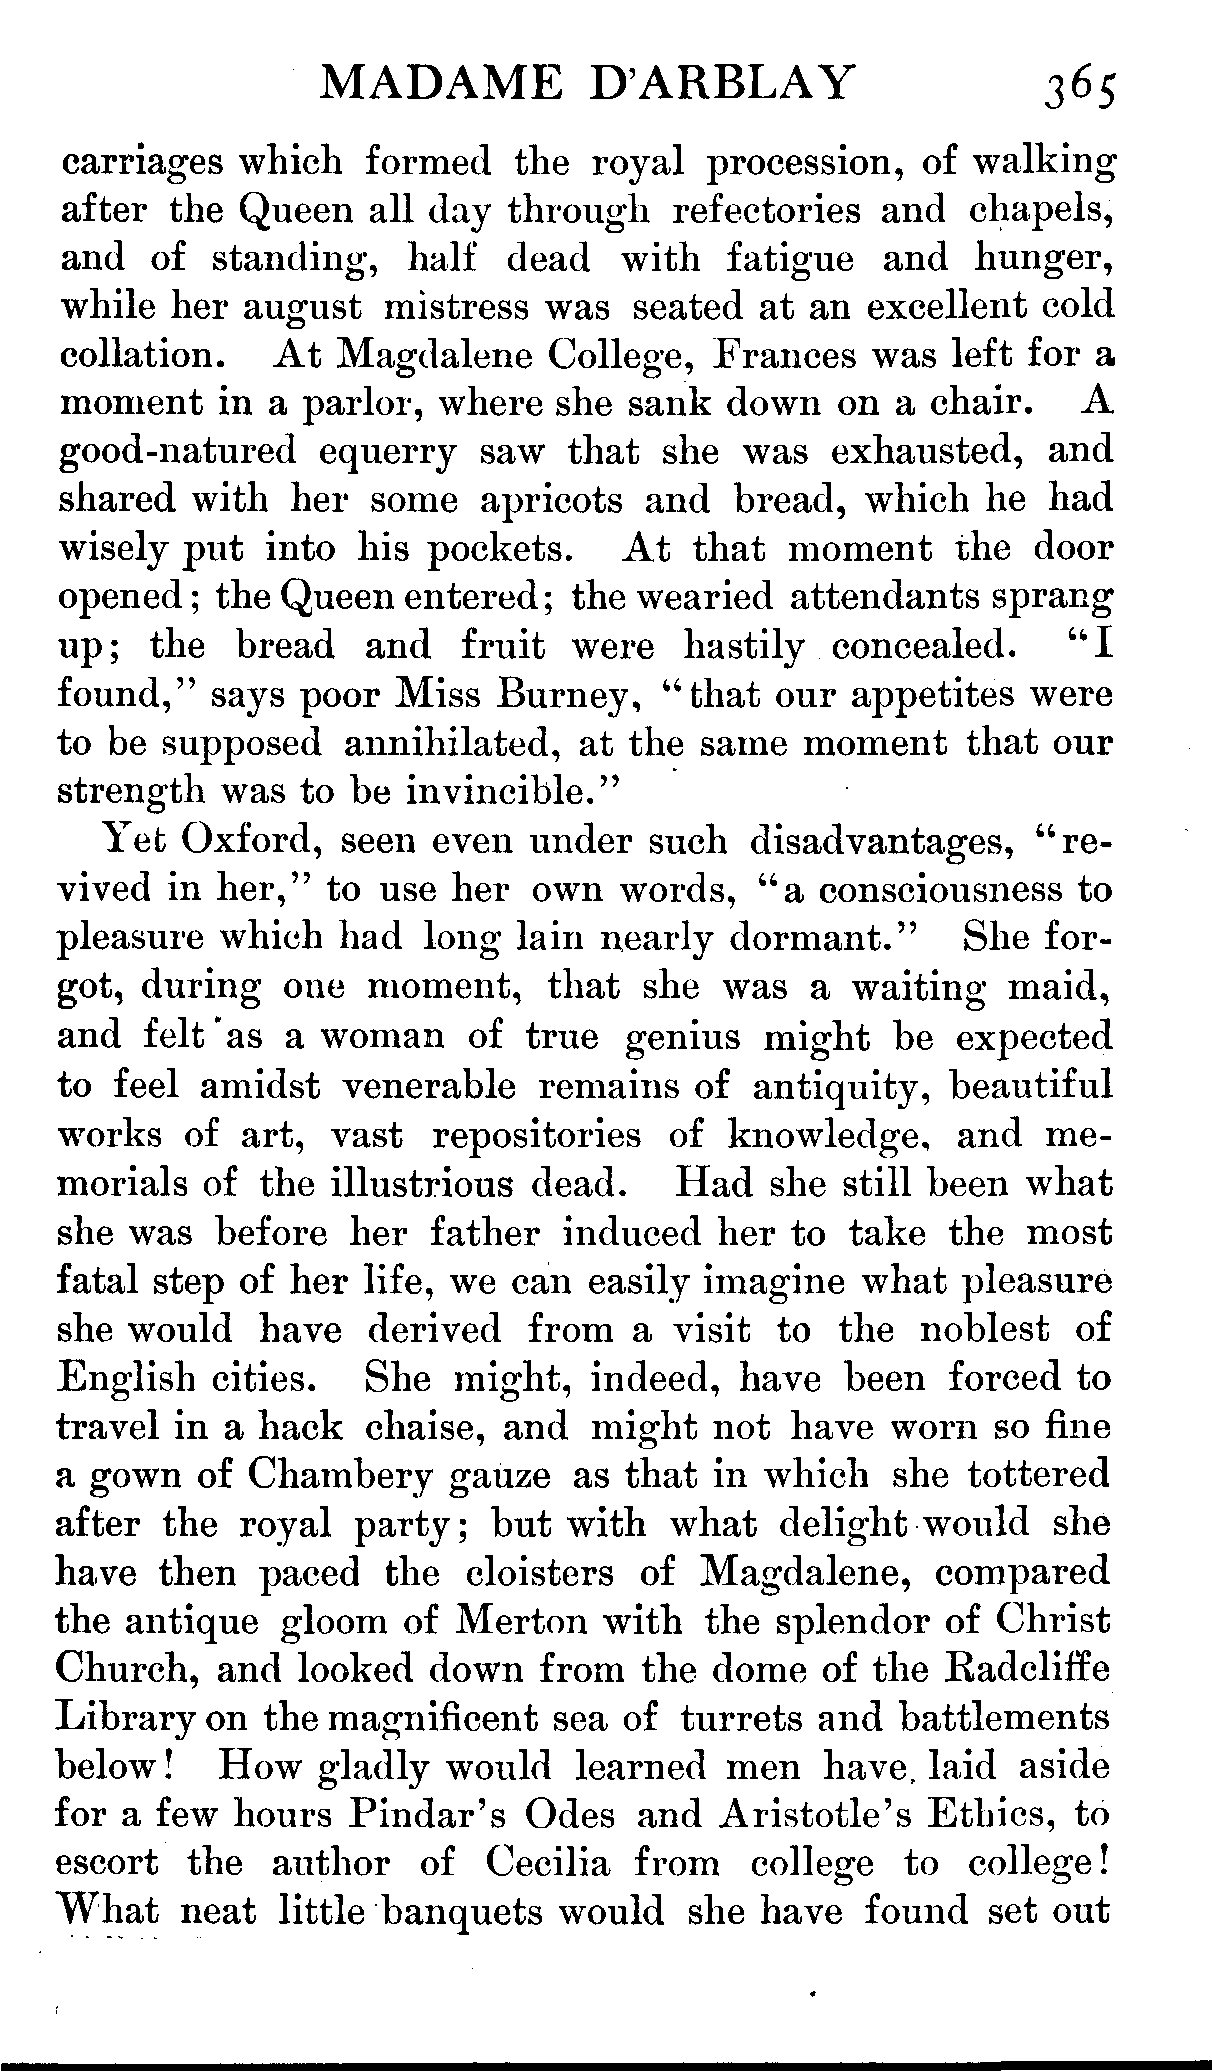 MADAME D'ARBLAY 365
carriages which formed the royal procession, of walking
after the Queen all day through refectories and chapels,
and of standing, half dead with fatigue and hunger,
while her august mistress was seated at an excellent cold
collation. At Magdalene College, Frances was left for a
moment in a parlor, where she sank down on a chair. A
good-natured equerry saw that she was exhausted, and
shared with her some apricots and bread, which he had
wisely put into his pockets. At that moment the door
opened; the Queen entered; the wearied attendants sprang
up; the bread and fruit were hastily concealed. "I
found," says poor Miss Burney, "that our appetites were
to be supposed annihilated, at the same moment that our
strength was to be invincible."
Yet Oxford, seen even under such disadvantages, "re-
vived in her," to use her own words, "a consciousness to
pleasure which had long lain nearly dormant." She for-
got, during one moment, that she was a waiting maid,
and felt as a woman of true genius might be expected
to feel amidst venerable remains of antiquity, beautiful
works of art, vast repositories of knowledge, and me-
morials of the illustrious dead. Had she still been what
she was before her father induced her to take the most
fatal step of her life, we can easily imagine what pleasure
she would have derived from a visit to the noblest of
English cities. She might, indeed, have been forced to
travel in a hack chaise, and might not have worn so fine
a gown of Chambery gauze as that in which she tottered
after the royal party; but with what delight would she
have then paced the cloisters of Magdalene, compared
the antique gloom of Merton with the splendor of Christ
Church, and looked down from the dome of the Radcliffe
Library on the magnificent sea of turrets and battlements
below! How gladly would learned men have laid aside
for a few hours Pindar's Odes and Aristotle's Ethics, to
escort the author of Cecilia from college to college!
What neat little banquets would she have found set out